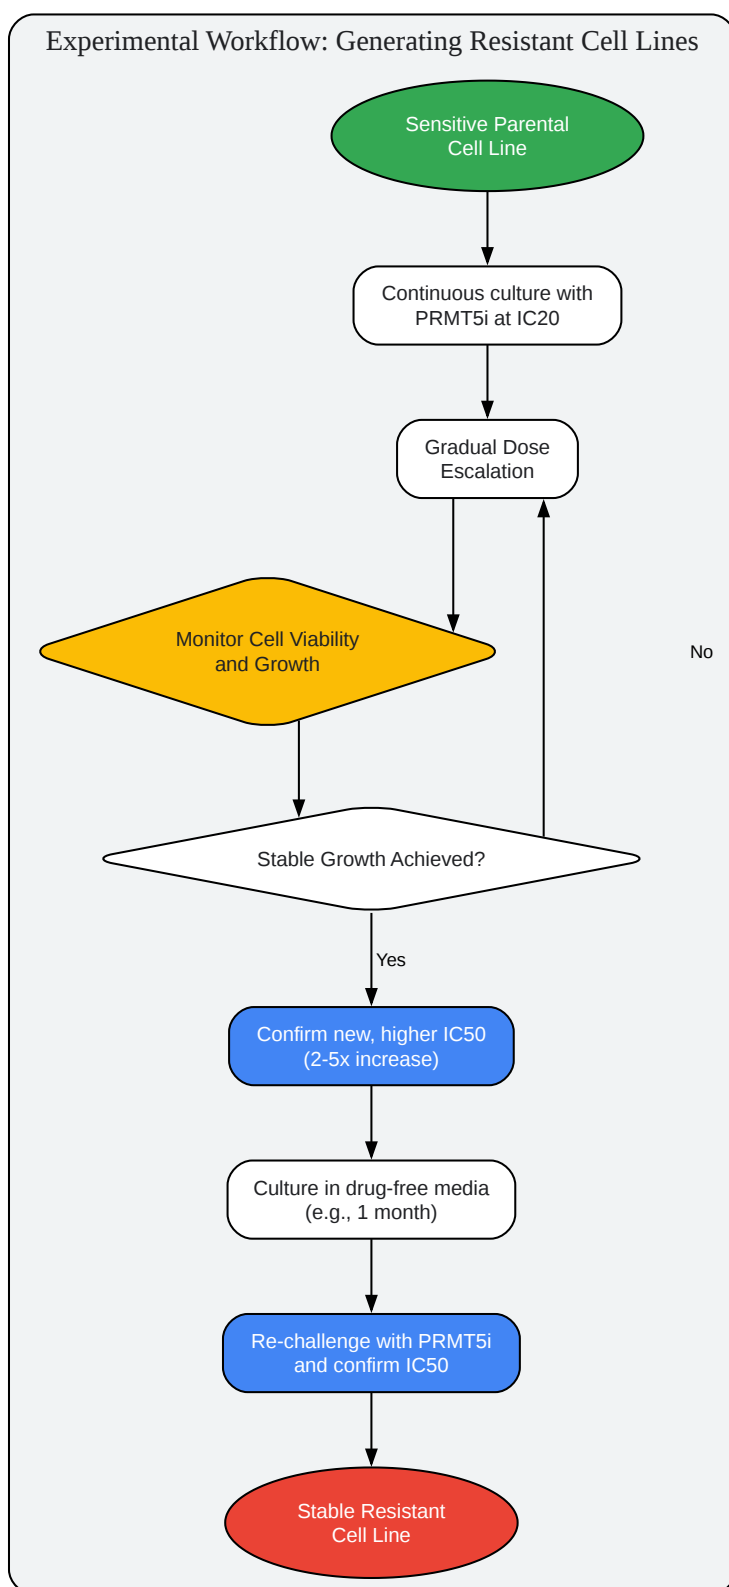 Experimental Workflow: Generating Resistant Cell Lines
Sensitive Parental
Cell Line
Continuous culture with
PRMT5i at IC20
Gradual Dose
Escalation
Monitor Cell Viability
and Growth
No
Stable Growth Achieved?
Yes
Confirm new, higher IC50
(2-5x increase)
Culture in drug-free media
(e.g., 1 month)
Re-challenge with PRMT5i
and confirm IC50
Stable Resistant
Cell Line